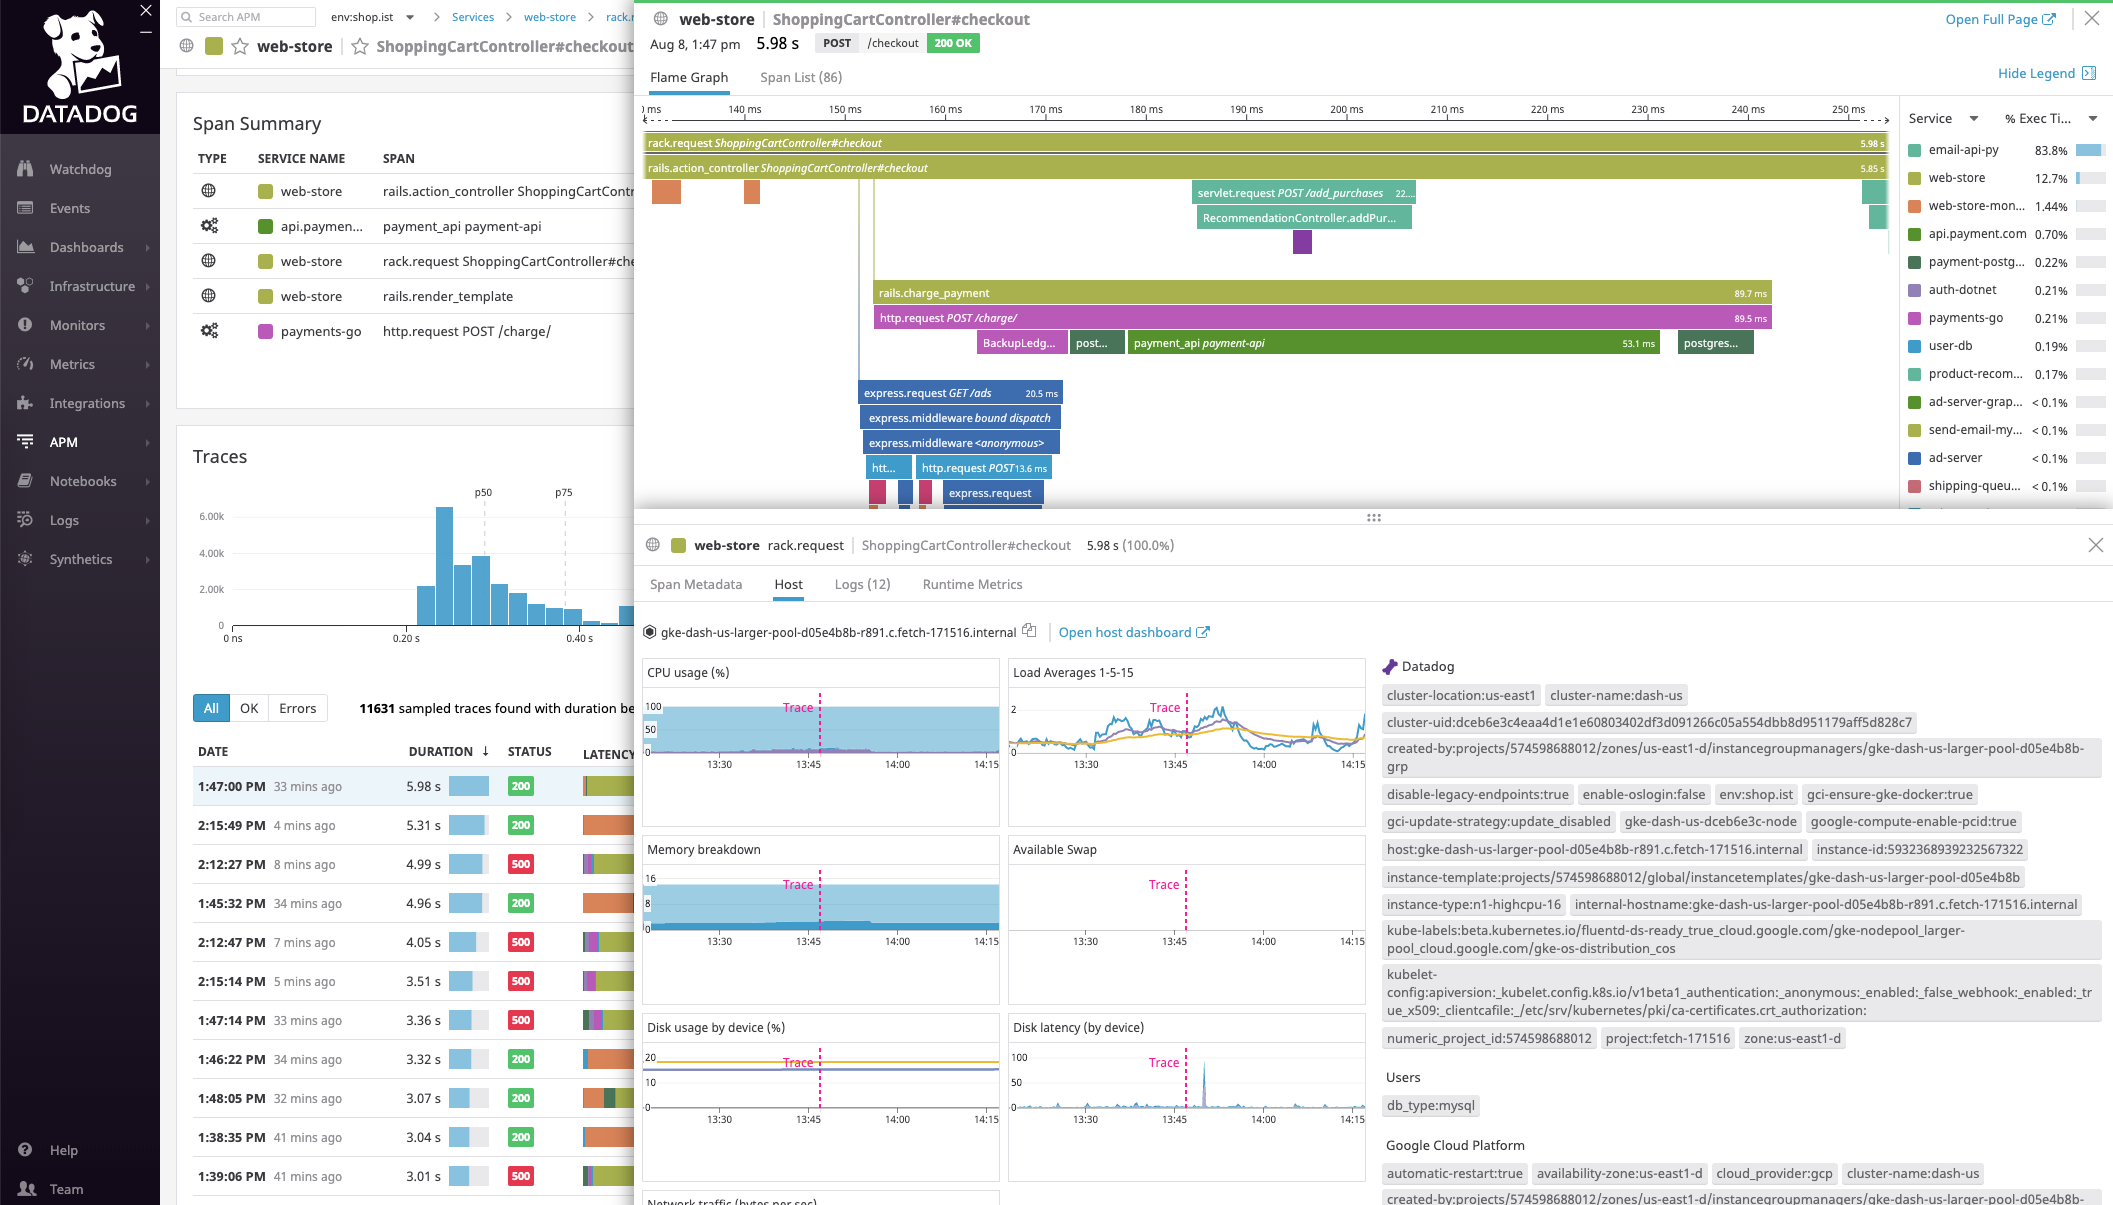 DATADOG
Watchdog
Events
Dashboards
Infrastructure
Monitors
Metrics
Integrations
APM
Notebooks
Logs
Synthetics
Help
Team
Search APM
env:shop.ist
Services
web-store
rack.r
web-store
ShoppingCartController#checkout
Span Summary
TYPE SERVICE NAME SPAN
web-store rails.action_controller ShoppingCartContr
api.paymen... payment_api payment-api
web-store rack.request ShoppingCartController#che
web-store rails.render_template
payments-go http.request POST /charge/
Traces
p50 p75
6.00k
4.00k
2.00k
0
0 ns 0.20 s 0.40 s
All OK Errors 11631 sampled traces found with duration be
DATE DURATION ↓ STATUS LATENCY
1:47:00 PM 33 mins ago 5.98 s 200
2:15:49 PM 4 mins ago 5.31 s 200
2:12:27 PM 8 mins ago 4.99 s 500
1:45:32 PM 34 mins ago 4.96 s 200
2:12:47 PM 7 mins ago 4.05 s 500
2:15:14 PM 5 mins ago 3.51 s 500
1:47:14 PM 33 mins ago 3.36 s 500
1:46:22 PM 34 mins ago 3.32 s 200
1:48:05 PM 32 mins ago 3.07 s 200
1:38:35 PM 41 mins ago 3.04 s 200
1:39:06 PM 41 mins ago 3.01 s 500
web-store ShoppingCartController#checkout
Open Full Page
Aug 8, 1:47 pm 5.98 s POST /checkout 200 OK
Flame Graph Span List (86)
Hide Legend
0 ms 140 ms 150 ms 160 ms 170 ms 180 ms 190 ms 200 ms 210 ms 220 ms 230 ms 240 ms 250 ms
rack.request ShoppingCartController#checkout 5.98 s
rails.action_controller ShoppingCartController#checkout 5.85 s
servlet.request POST /add_purchases 22....
RecommendationController.addPur...
rails.charge_payment 89.7 ms
http.request POST /charge/ 89.5 ms
BackupLedg... post... payment_api payment-api 53.1 ms postgres...
express.request GET /ads 20.5 ms
express.middleware bound dispatch
express.middleware <anonymous>
htt... http.request POST 13.6 ms
express.request
Service % Exec Ti...
email-api-py 83.8%
web-store 12.7%
web-store-mon... 1.44%
api.payment.com 0.70%
payment-postg... 0.22%
auth-dotnet 0.21%
payments-go 0.21%
user-db 0.19%
product-recom... 0.17%
ad-server-grap... < 0.1%
send-email-my... < 0.1%
ad-server < 0.1%
shipping-queu... < 0.1%
web-store rack.request ShoppingCartController#checkout 5.98 s (100.0%)
Span Metadata Host Logs (12) Runtime Metrics
gke-dash-us-larger-pool-d05e4b8b-r891.c.fetch-171516.internal Open host dashboard
CPU usage (%)
Trace
100
50
0
13:30 13:45 14:00 14:15
Load Averages 1-5-15
Trace
2
0
13:30 13:45 14:00 14:15
Memory breakdown
Trace
16
8
0
13:30 13:45 14:00 14:15
Available Swap
Trace
13:30 13:45 14:00 14:15
Disk usage by device (%)
Trace
20
10
0
13:30 13:45 14:00 14:15
Disk latency (by device)
Trace
100
50
0
13:30 13:45 14:00 14:15
Network traffic (bytes per sec)
Datadog
cluster-location:us-east1 cluster-name:dash-us
cluster-uid:dceb6e3c4eaa4d1e1e60803402df3d091266c05a554dbb8d951179aff5d828c7
created-by:projects/574598688012/zones/us-east1-d/instancegroupmanagers/gke-dash-us-larger-pool-d05e4b8b-
grp
disable-legacy-endpoints:true enable-oslogin:false env:shop.ist gci-ensure-gke-docker:true
gci-update-strategy:update_disabled gke-dash-us-dceb6e3c-node google-compute-enable-pcid:true
host:gke-dash-us-larger-pool-d05e4b8b-r891.c.fetch-171516.internal instance-id:5932368939232567322
instance-template:projects/574598688012/global/instancetemplates/gke-dash-us-larger-pool-d05e4b8b
instance-type:n1-highcpu-16 internal-hostname:gke-dash-us-larger-pool-d05e4b8b-r891.c.fetch-171516.internal
kube-labels:beta.kubernetes.io/fluentd-ds-ready_true_cloud.google.com/gke-nodepool_larger-
pool_cloud.google.com/gke-os-distribution_cos
kubelet-
config:apiversion:_kubelet.config.k8s.io/v1beta1_authentication:_anonymous:_enabled:_false_webhook:_enabled:_tr
ue_x509:_clientcafile:_/etc/srv/kubernetes/pki/ca-certificates.crt_authorization:
numeric_project_id:574598688012 project:fetch-171516 zone:us-east1-d
Users
db_type:mysql
Google Cloud Platform
automatic-restart:true availability-zone:us-east1-d cloud_provider:gcp cluster-name:dash-us
created-by:projects/574598688012/zones/us-east1-d/instancegroupmanagers/gke-dash-us-larger-pool-d05e4b8b-